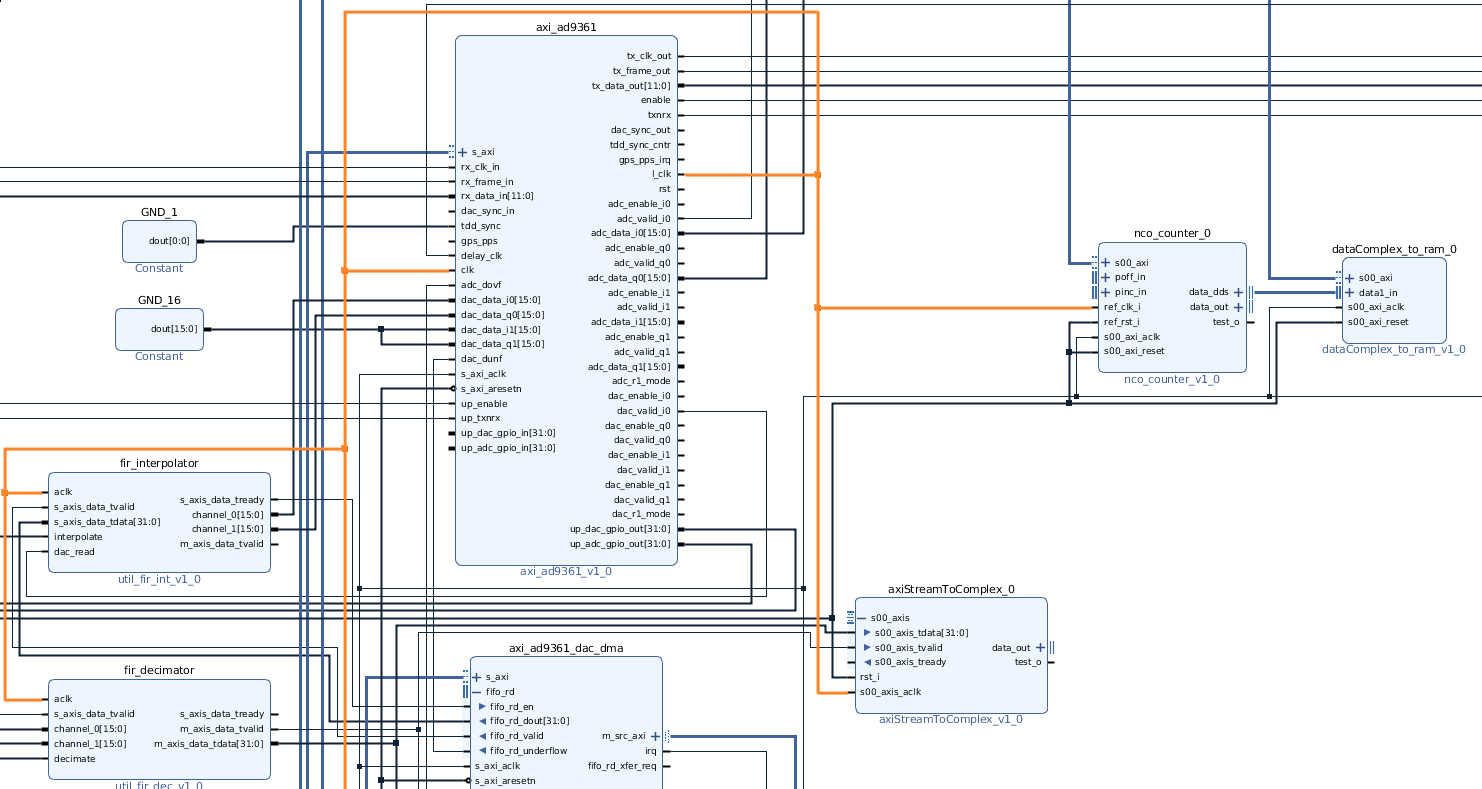 axi_ad9361
tx_clk_out
tx_frame_out
tx_data_out[11:0]
enable
txnrx
dac_sync_out
tdd_sync_cntr
gps_pps_irq
l_clk
rst
adc_enable_i0
adc_valid_i0
adc_data_i0[15:0]
adc_enable_q0
adc_valid_q0
adc_data_q0[15:0]
adc_enable_i1
adc_valid_i1
adc_data_i1[15:0]
adc_enable_q1
adc_valid_q1
adc_data_q1[15:0]
adc_r1_mode
dac_enable_i0
dac_valid_i0
dac_enable_q0
dac_valid_q0
dac_enable_i1
dac_valid_i1
dac_enable_q1
dac_valid_q1
dac_r1_mode
up_dac_gpio_out[31:0]
up_adc_gpio_out[31:0]
s_axi
rx_clk_in
rx_frame_in
rx_data_in[11:0]
dac_sync_in
tdd_sync
gps_pps
delay_clk
clk
adc_dovf
dac_data_i0[15:0]
dac_data_q0[15:0]
dac_data_i1[15:0]
dac_data_q1[15:0]
dac_dunf
s_axi_aclk
s_axi_aresetn
up_enable
up_txnrx
up_dac_gpio_in[31:0]
up_adc_gpio_in[31:0]
axi_ad9361_v1_0
GND_1
dout[0:0]
Constant
GND_16
dout[15:0]
Constant
nco_counter_0
s00_axi
poff_in
pinc_in
ref_clk_i
ref_rst_i
s00_axi_aclk
s00_axi_reset
data_dds
data_out
test_o
nco_counter_v1_0
dataComplex_to_ram_0
s00_axi
data1_in
s00_axi_aclk
s00_axi_reset
dataComplex_to_ram_v1_0
fir_interpolator
aclk
s_axis_data_tvalid
s_axis_data_tdata[31:0]
interpolate
dac_read
s_axis_data_tready
channel_0[15:0]
channel_1[15:0]
m_axis_data_tvalid
util_fir_int_v1_0
fir_decimator
aclk
s_axis_data_tvalid
channel_0[15:0]
channel_1[15:0]
decimate
s_axis_data_tready
m_axis_data_tvalid
m_axis_data_tdata[31:0]
util_fir_dec_v1_0
axi_ad9361_dac_dma
s_axi
fifo_rd
fifo_rd_en
fifo_rd_dout[31:0]
fifo_rd_valid
fifo_rd_underflow
s_axi_aclk
s_axi_aresetn
m_src_axi
irq
fifo_rd_xfer_req
axiStreamToComplex_0
s00_axis
s00_axis_tdata[31:0]
s00_axis_tvalid
s00_axis_tready
rst_i
s00_axis_aclk
data_out
test_o
axiStreamToComplex_v1_0